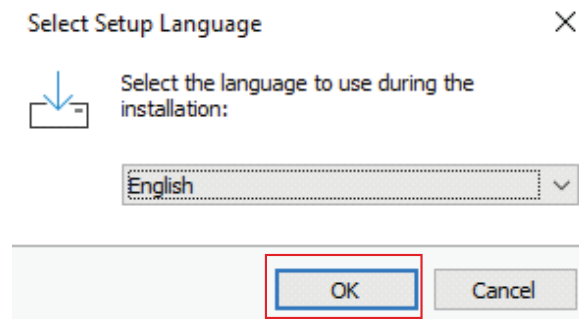 Select Setup Language
Select the language to use during the
installation:
English
OK
Cancel